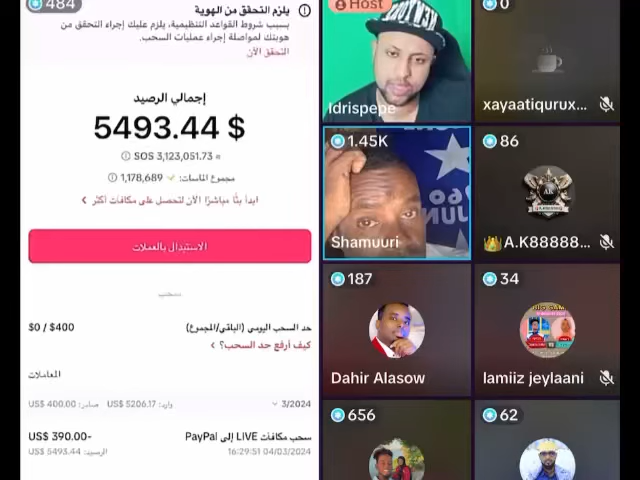 484
يلزم التحقق من الهوية
بسبب شروط القواعد التنظيمية، يلزم عليك إجراء التحقق من
هويتك لمواصلة إجراء عمليات السحب.
التحقق الآن
إجمالي الرصيد
5493.44 $
SOS 3,123,051.73 ≈
مجموع الماسات: 1,178,689
ابدأ بثًا مباشرًا الآن لتحصل على مكافآت أكثر
الاستبدال بالعملات
سحب
حد السحب اليومي (الباقي/المجموع) $0 / $400
كيف أرفع حد السحب؟
المعاملات
3/2024 وارد: US$ 5206.17 صادر: US$ 400.00
سحب مكافآت LIVE إلى PayPal US$ 390.00-
16:29:51 04/03/2024 الرصيد: US$ 5493.44
Host
Idrispepe
0
xayaatiqurux...
1.45K
Shamuuri
86
AK
A.K88888...
187
Dahir Alasow
34
lamiiz jeylaani
656
62